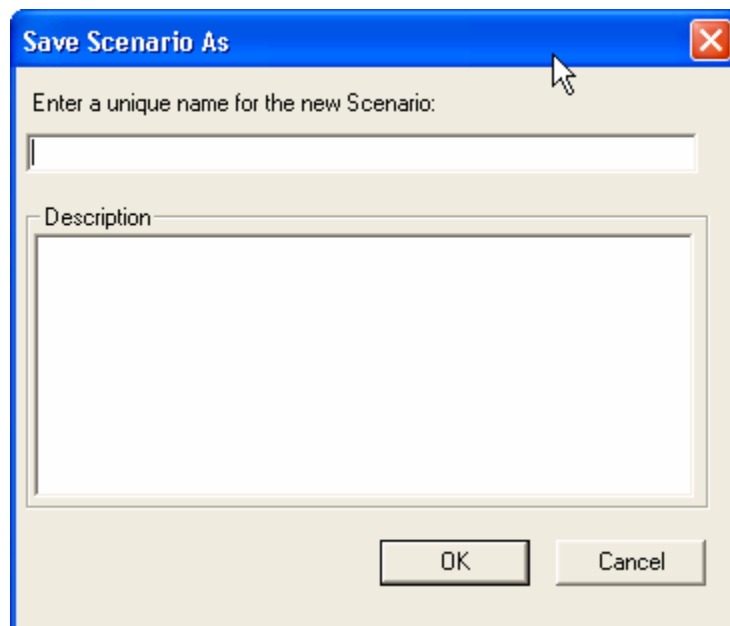 Save Scenario As
Enter a unique name for the new Scenario:
Description
OK
Cancel